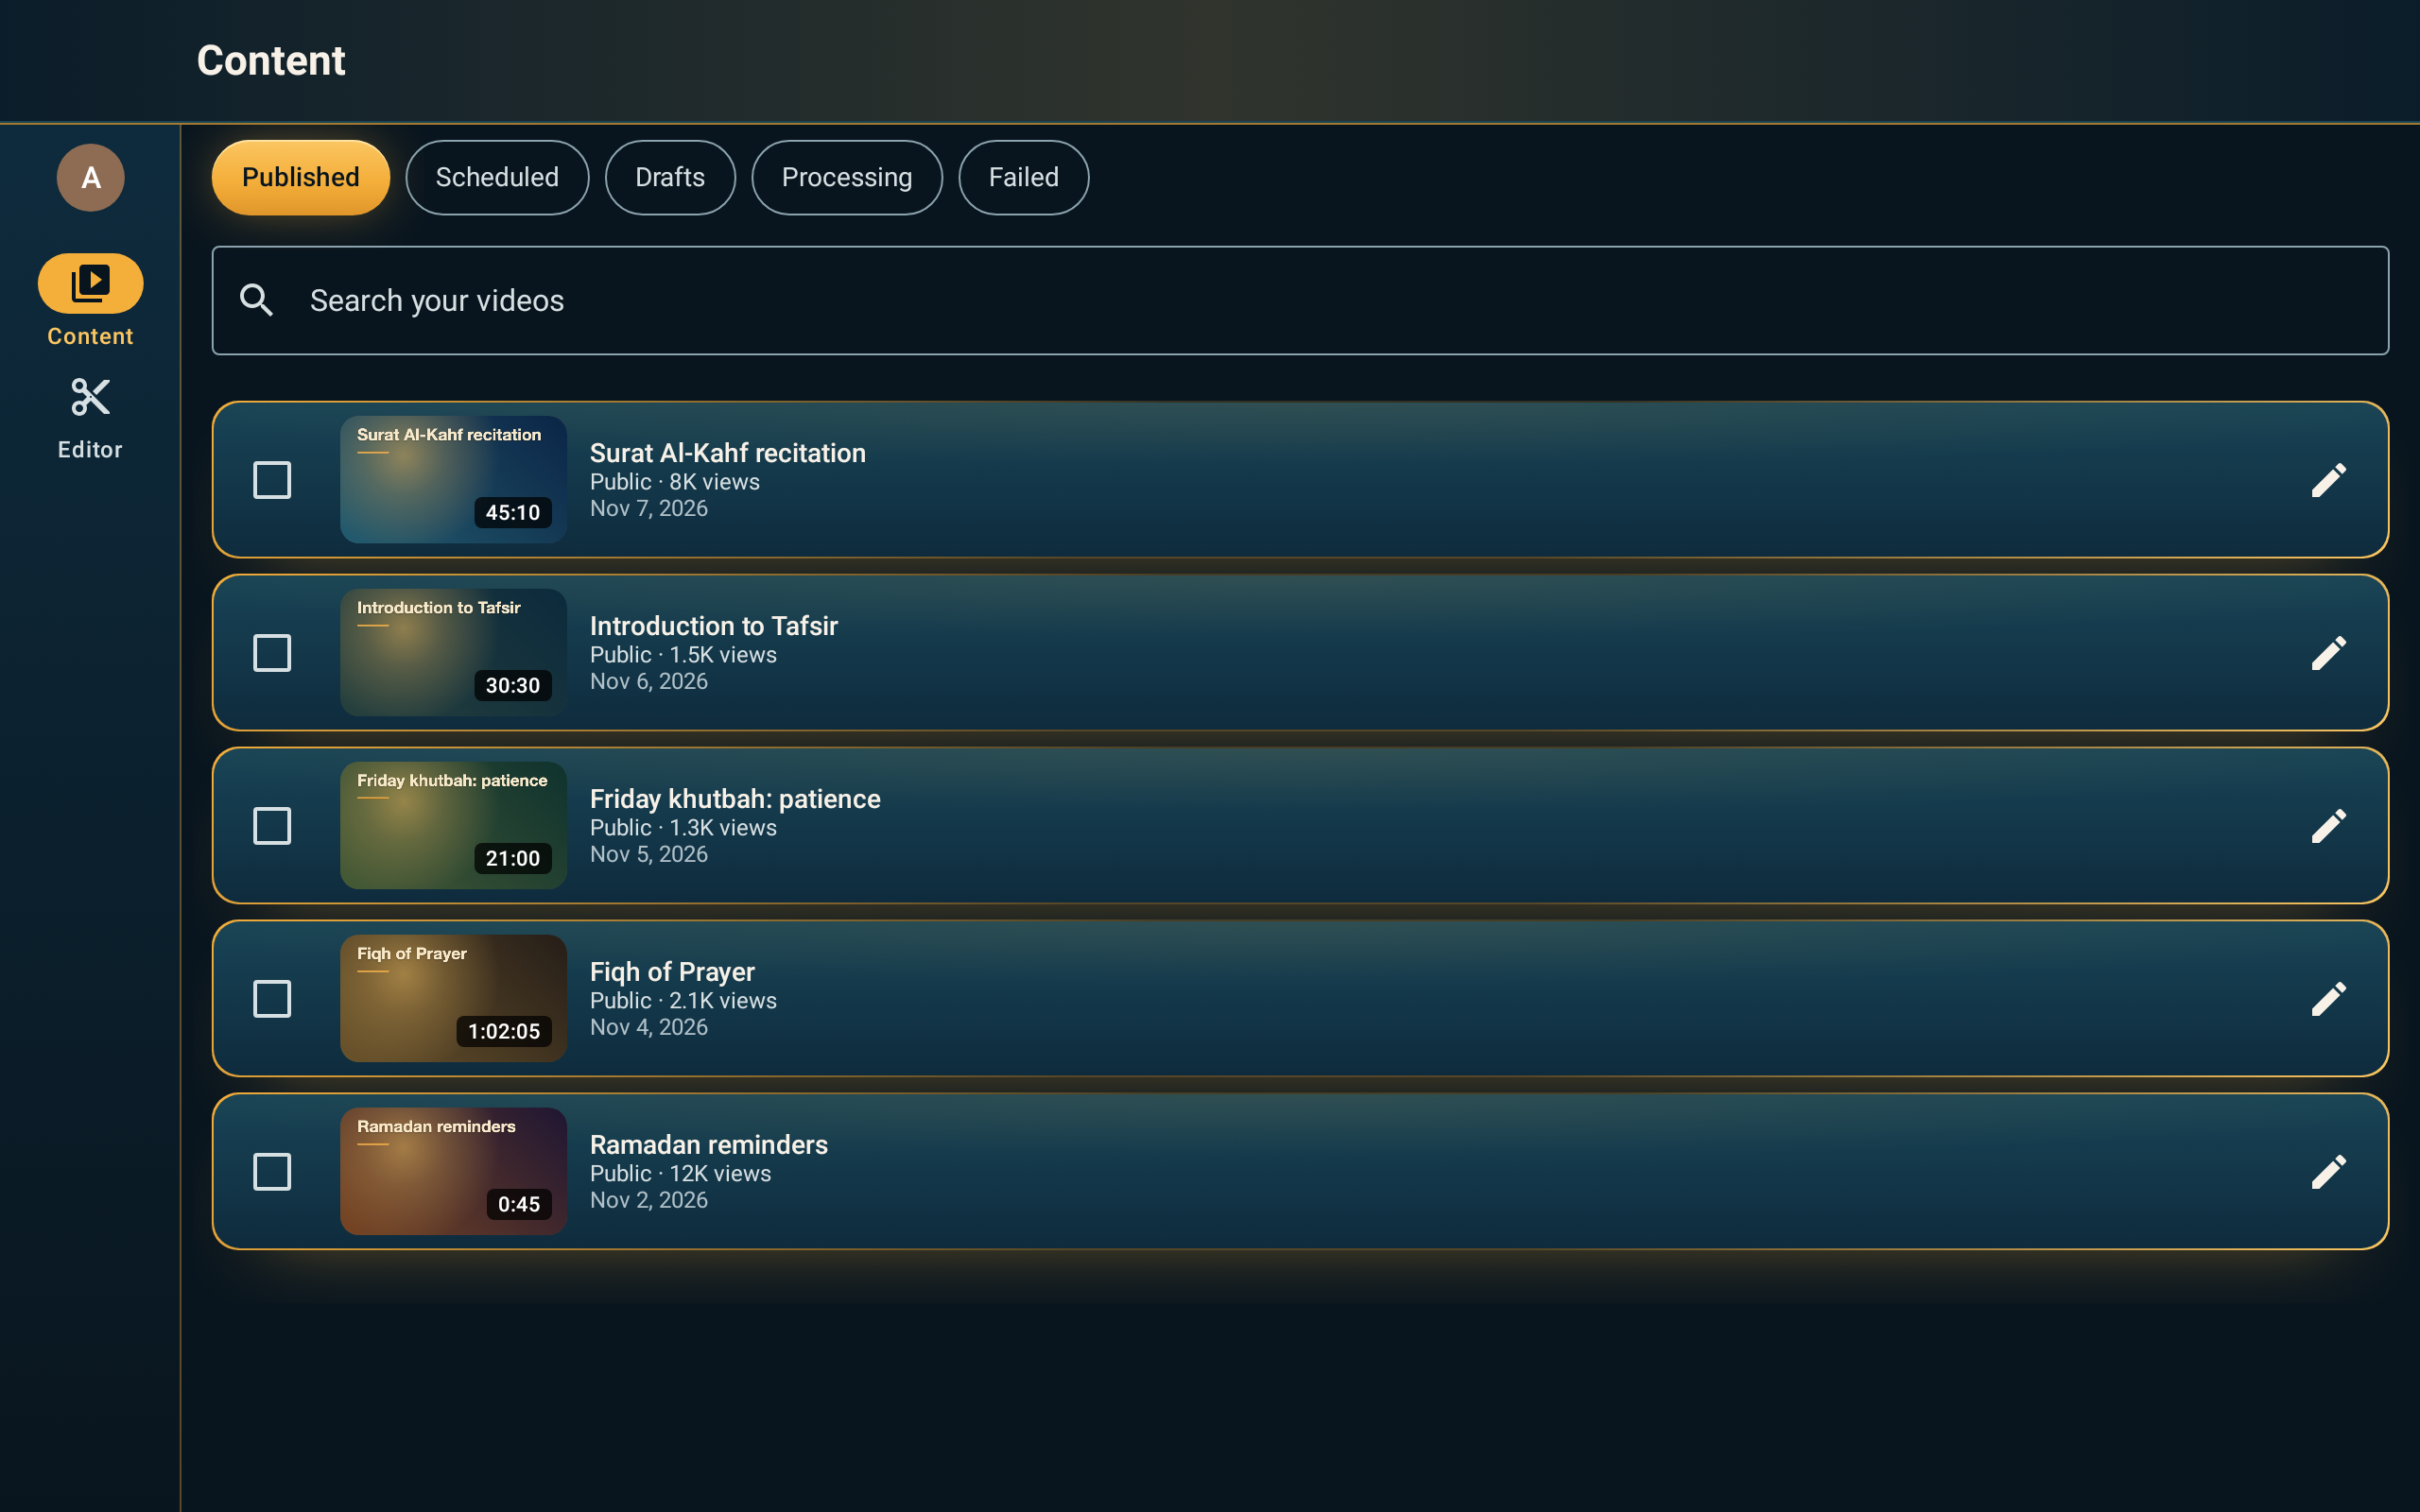 Content
A
Content
Editor
Published
Scheduled
Drafts
Processing
Failed
Search your videos
Surat Al-Kahf recitation
45:10
Surat Al-Kahf recitation
Public · 8K views
Nov 7, 2026
Introduction to Tafsir
30:30
Introduction to Tafsir
Public · 1.5K views
Nov 6, 2026
Friday khutbah: patience
21:00
Friday khutbah: patience
Public · 1.3K views
Nov 5, 2026
Fiqh of Prayer
1:02:05
Fiqh of Prayer
Public · 2.1K views
Nov 4, 2026
Ramadan reminders
0:45
Ramadan reminders
Public · 12K views
Nov 2, 2026